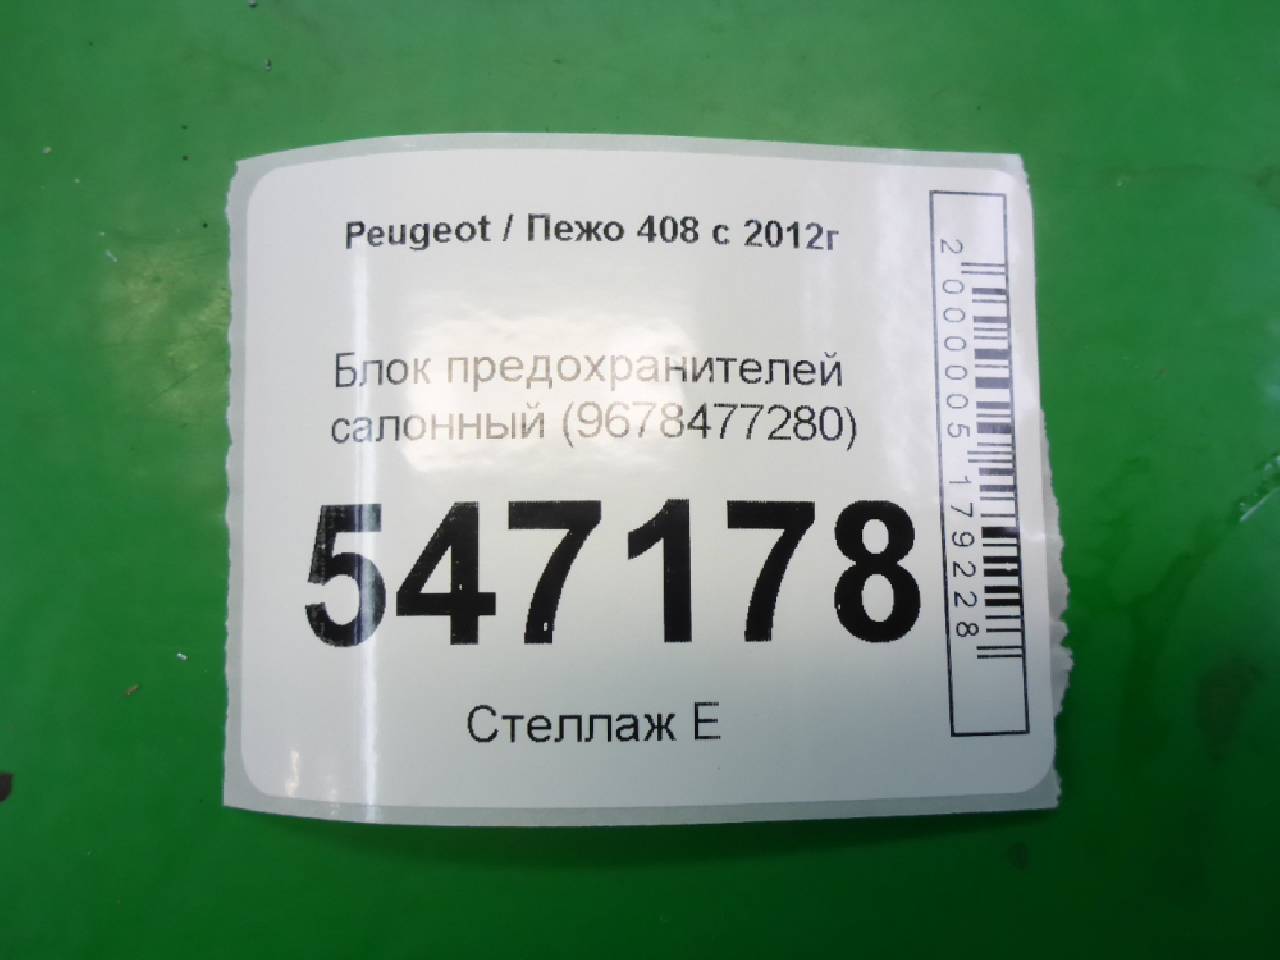 Peugeot / Пежо 408 с 2012г
Блок предохранителей
салонный (9678477280)
547178
Стеллаж Е
2000005179228